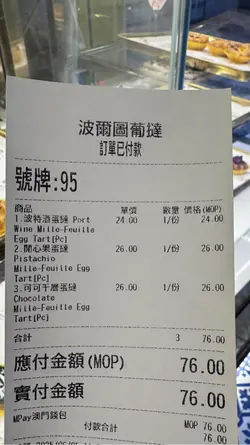 波爾圖葡撻
訂單已付款
號牌:95
商品 單價 數量 價格(MOP)
1.波特酒蛋撻 Port 24.00 1/份 24.00
Wine Mille-Feuille
Egg Tart[Pc]
2.開心果蛋撻 26.00 1/份 26.00
Pistachio
Mille-Feuille Egg
Tart[Pc]
3.可可千層蛋撻 26.00 1/份 26.00
Chocolate
Mille-Feuille Egg
Tart[Pc]
合計 3 76.00
應付金額(MOP) 76.00
實付金額 76.00
MPay澳門錢包 MOP 76.00
付款合計 76.00